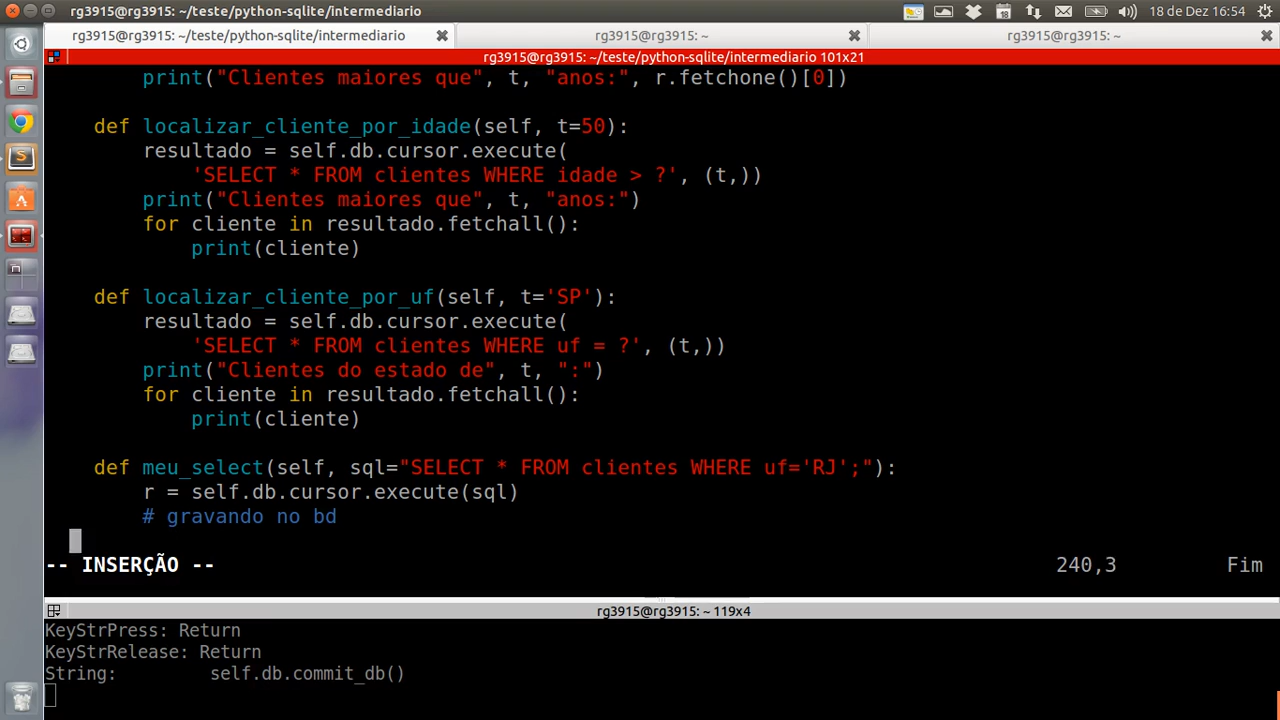 rg3915@rg3915: ~/teste/python-sqlite/intermediario
18
18 de Dez 16:54
rg3915@rg3915: ~/teste/python-sqlite/intermediario
rg3915@rg3915: ~
rg3915@rg3915: ~
rg3915@rg3915: ~/teste/python-sqlite/intermediario 101x21
        print("Clientes maiores que", t, "anos:", r.fetchone()[0])
    def localizar_cliente_por_idade(self, t=50):
        resultado = self.db.cursor.execute(
            'SELECT * FROM clientes WHERE idade > ?', (t,))
        print("Clientes maiores que", t, "anos:")
        for cliente in resultado.fetchall():
            print(cliente)
    def localizar_cliente_por_uf(self, t='SP'):
        resultado = self.db.cursor.execute(
            'SELECT * FROM clientes WHERE uf = ?', (t,))
        print("Clientes do estado de", t, ":")
        for cliente in resultado.fetchall():
            print(cliente)
    def meu_select(self, sql="SELECT * FROM clientes WHERE uf='RJ';"):
        r = self.db.cursor.execute(sql)
        # gravando no bd
-- INSERÇÃO -- 240,3 Fim
rg3915@rg3915: ~ 119x4
KeyStrPress: Return
KeyStrRelease: Return
String:        self.db.commit_db()